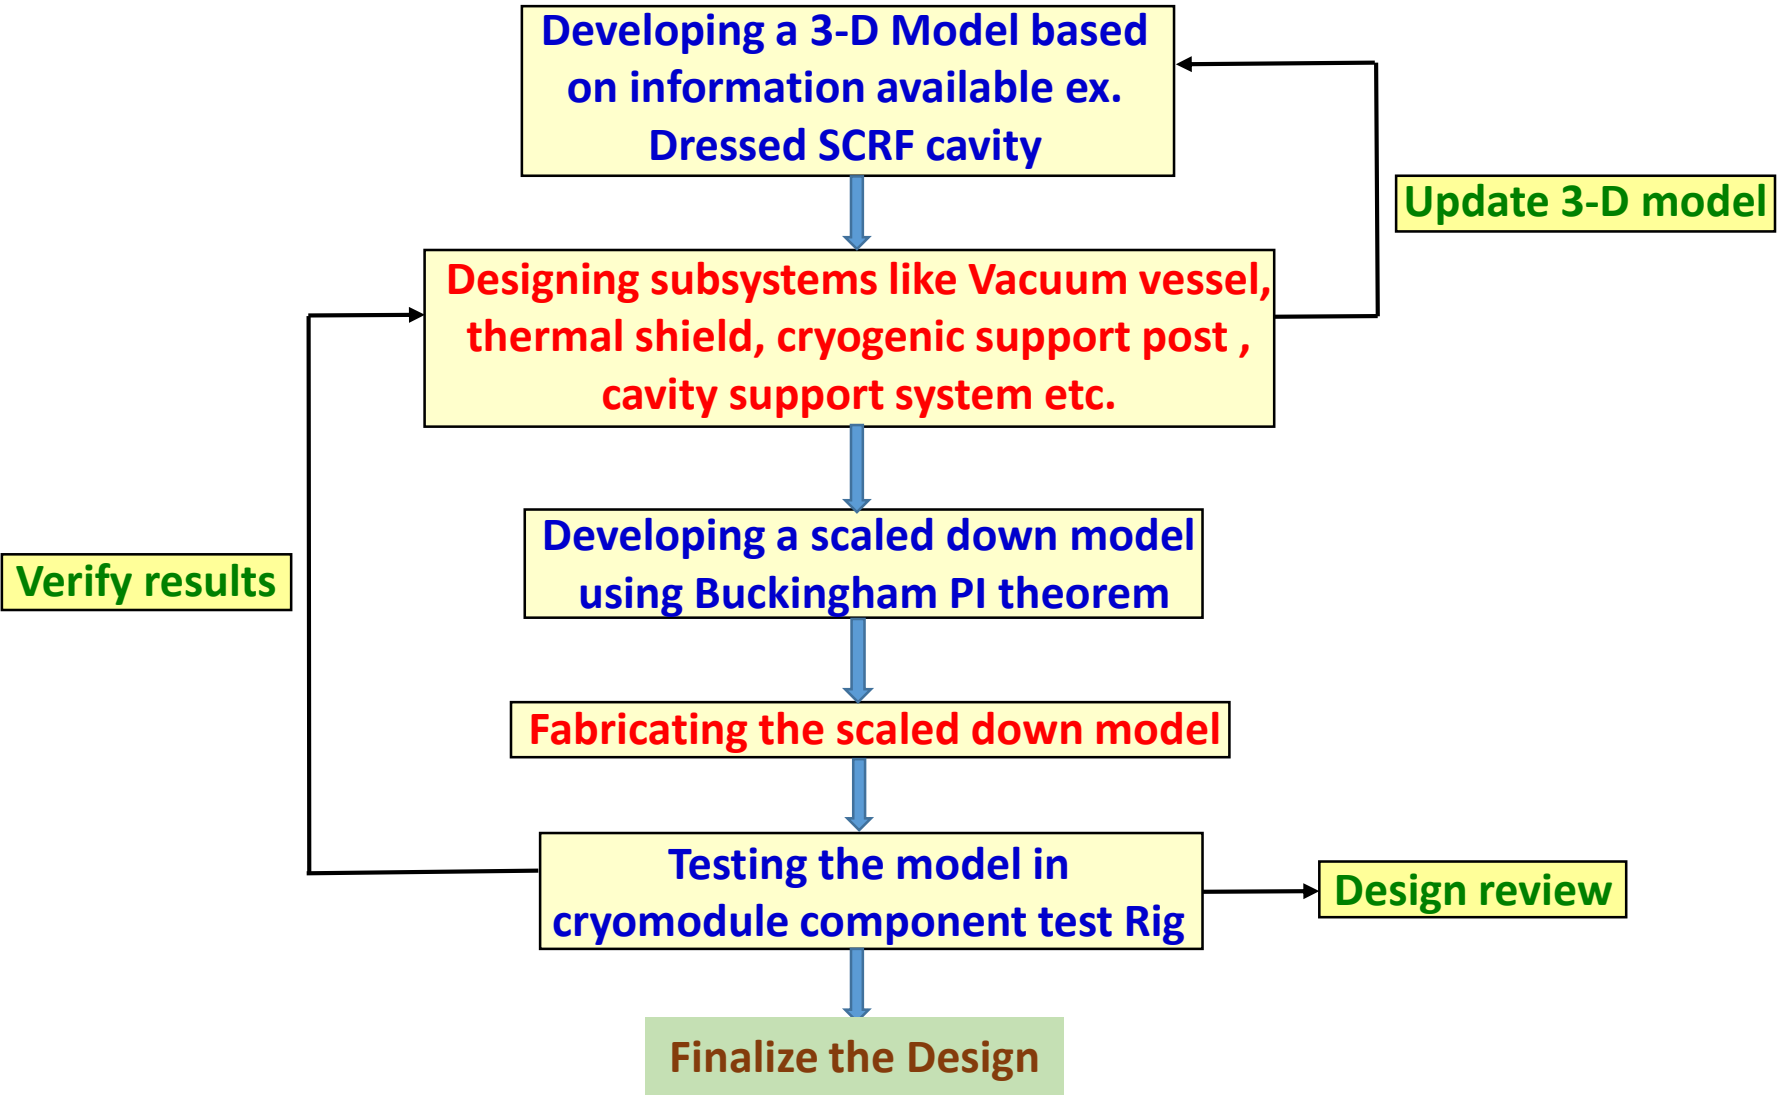 Developing a 3-D Model based
on information available ex.
Dressed SCRF cavity
Update 3-D model
Designing subsystems like Vacuum vessel,
thermal shield, cryogenic support post ,
cavity support system etc.
Developing a scaled down model
using Buckingham PI theorem
Verify results
Fabricating the scaled down model
Testing the model in
cryomodule component test Rig
Design review
Finalize the Design